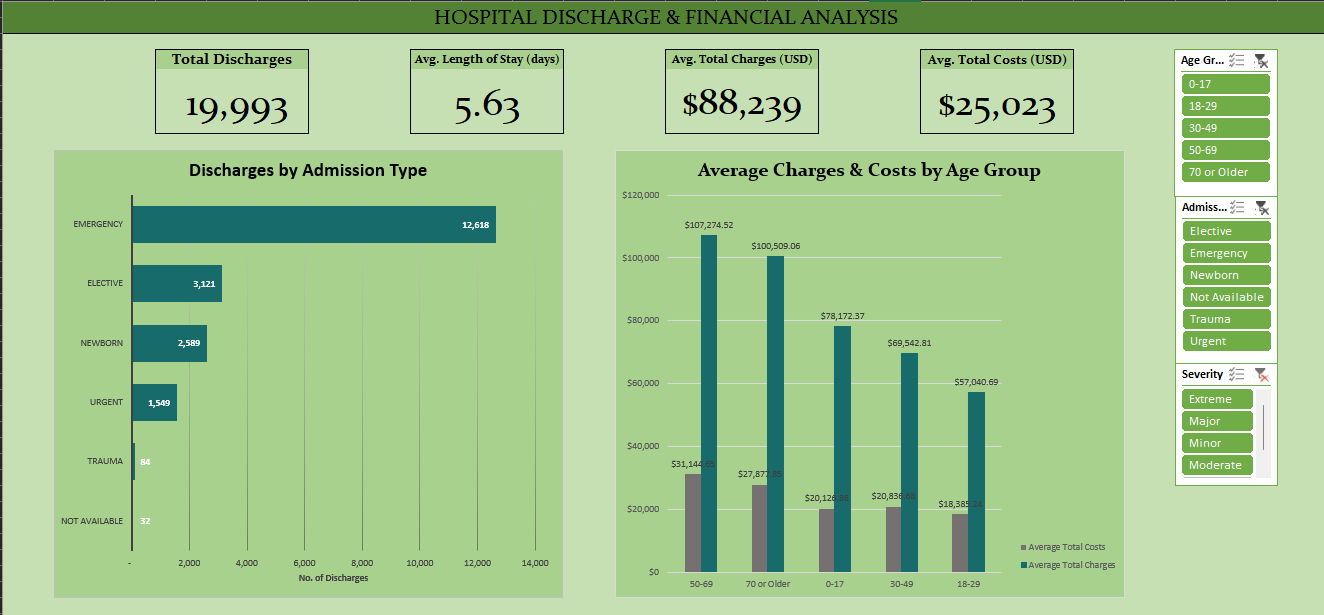 HOSPITAL DISCHARGE & FINANCIAL ANALYSIS
Total Discharges
19,993
Avg. Length of Stay (days)
5.63
Avg. Total Charges (USD)
$88,239
Avg. Total Costs (USD)
$25,023
Discharges by Admission Type
EMERGENCY
12,618
ELECTIVE
3,121
NEWBORN
2,589
URGENT
1,549
TRAUMA
84
NOT AVAILABLE
32
- 2,000 4,000 6,000 8,000 10,000 12,000 14,000
No. of Discharges
Average Charges & Costs by Age Group
$120,000
$100,000
$80,000
$60,000
$40,000
$20,000
$0
$107,274.52
$100,509.06
$78,172.37
$69,542.81
$57,040.69
50-69 70 or Older 0-17 30-49 18-29
Average Total Costs
Average Total Charges
Age Gr...
0-17
18-29
30-49
50-69
70 or Older
Admiss...
Elective
Emergency
Newborn
Not Available
Trauma
Urgent
Severity
Extreme
Major
Minor
Moderate